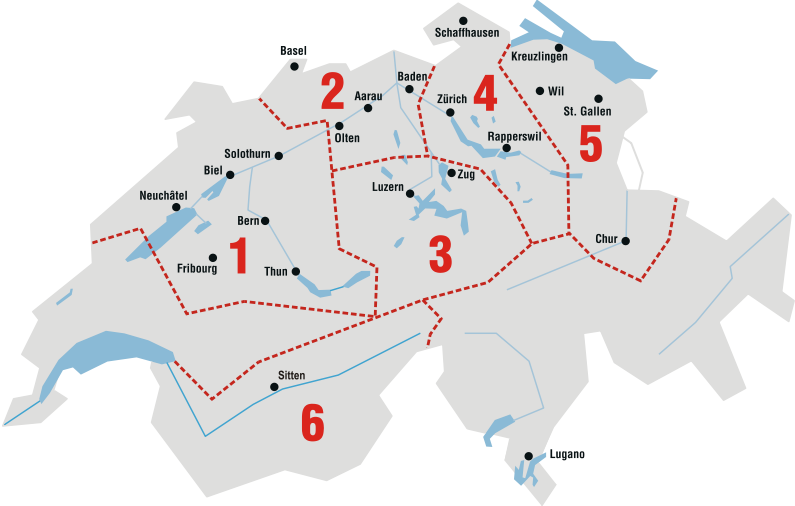 Schaffhausen
Basel
Kreuzlingen
Baden
2
4
Wil
Aarau
Zürich
St. Gallen
Olten
Rapperswil
5
Solothurn
Biel
Zug
Luzern
Neuchâtel
Bern
Chur
1
3
Fribourg
Thun
Sitten
6
Lugano